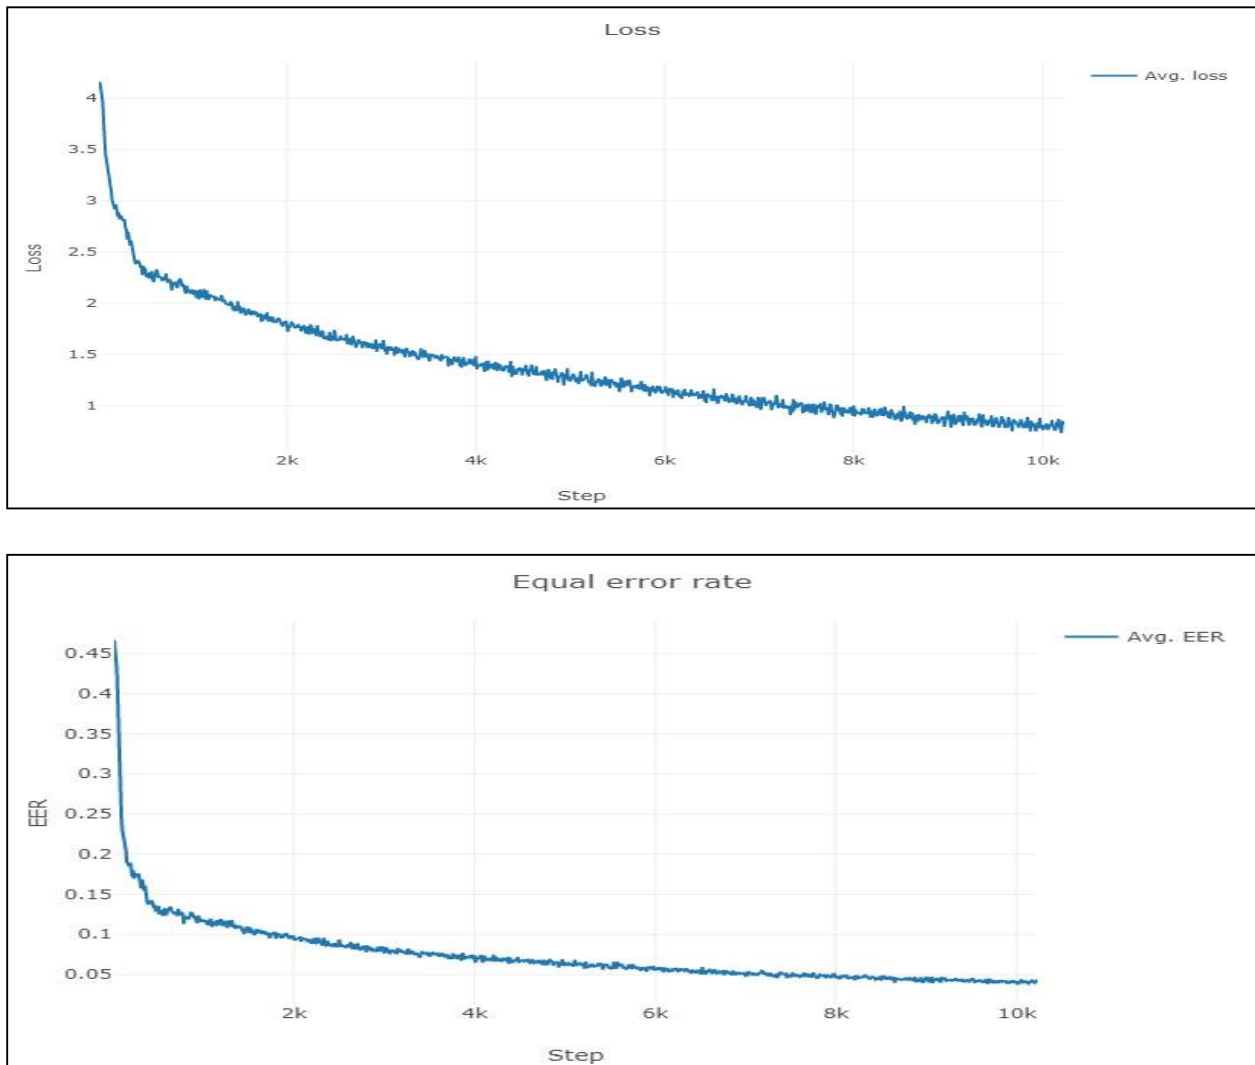 Loss
Avg. loss
4
3.5
3
2.5
2
1.5
1
Loss
2k 4k 6k 8k 10k
Step
Equal error rate
Avg. EER
0.45
0.4
0.35
0.3
0.25
0.2
0.15
0.1
0.05
EER
2k 4k 6k 8k 10k
Step